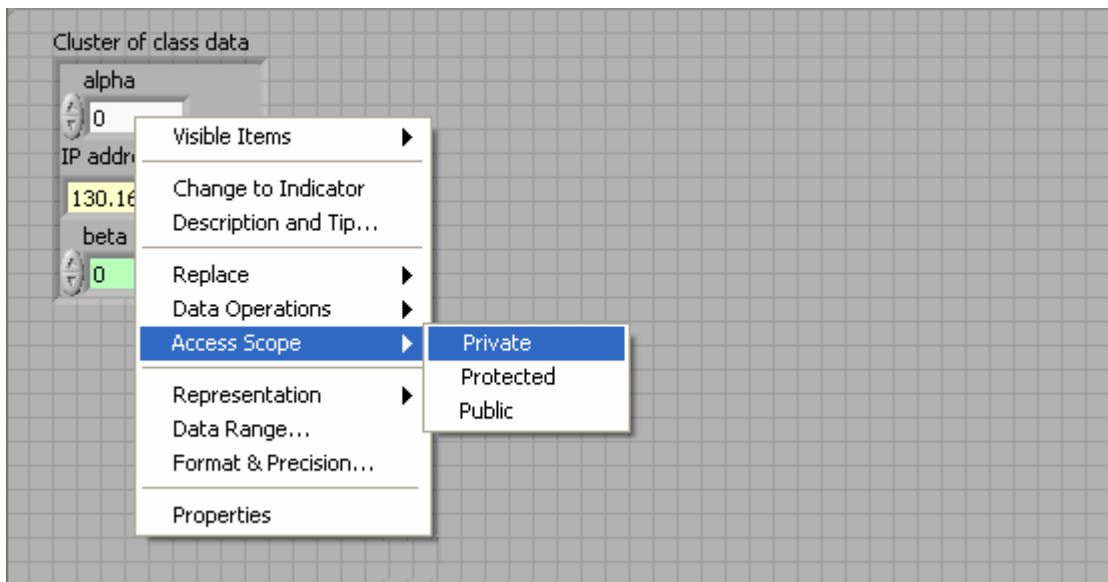 Cluster of class data
alpha
0
Visible Items
IP addr
Change to Indicator
130.16
Description and Tip...
beta
0
Replace
Data Operations
Access Scope
Private
Protected
Public
Representation
Data Range...
Format & Precision...
Properties